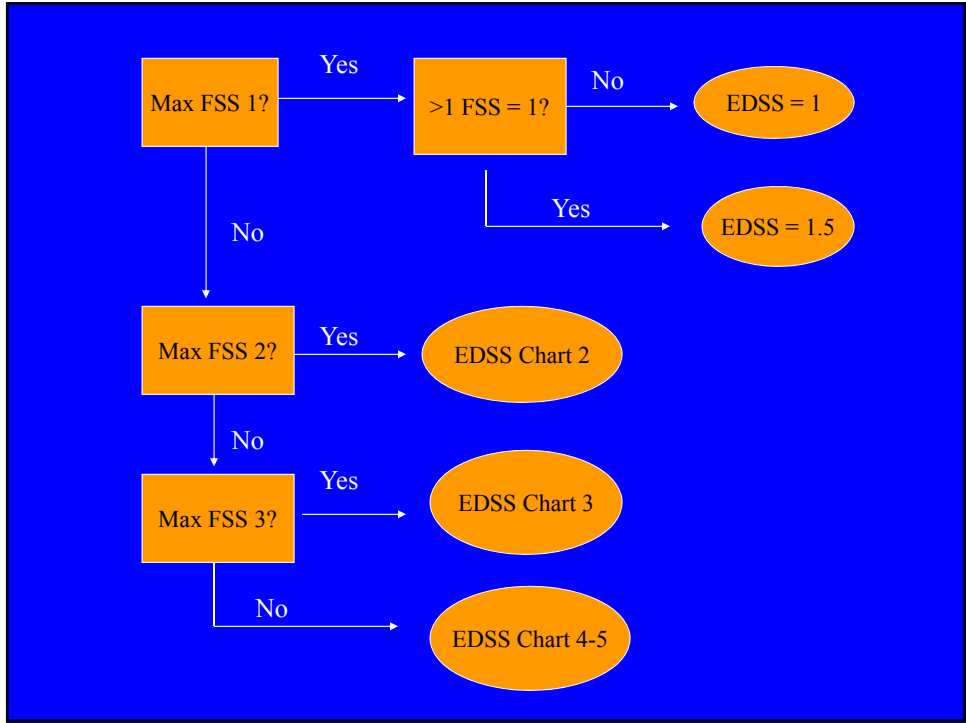 Max FSS 1?
Yes
>1 FSS = 1?
No
EDSS = 1
Yes
EDSS = 1.5
No
Max FSS 2?
Yes
EDSS Chart 2
No
Max FSS 3?
Yes
EDSS Chart 3
No
EDSS Chart 4-5